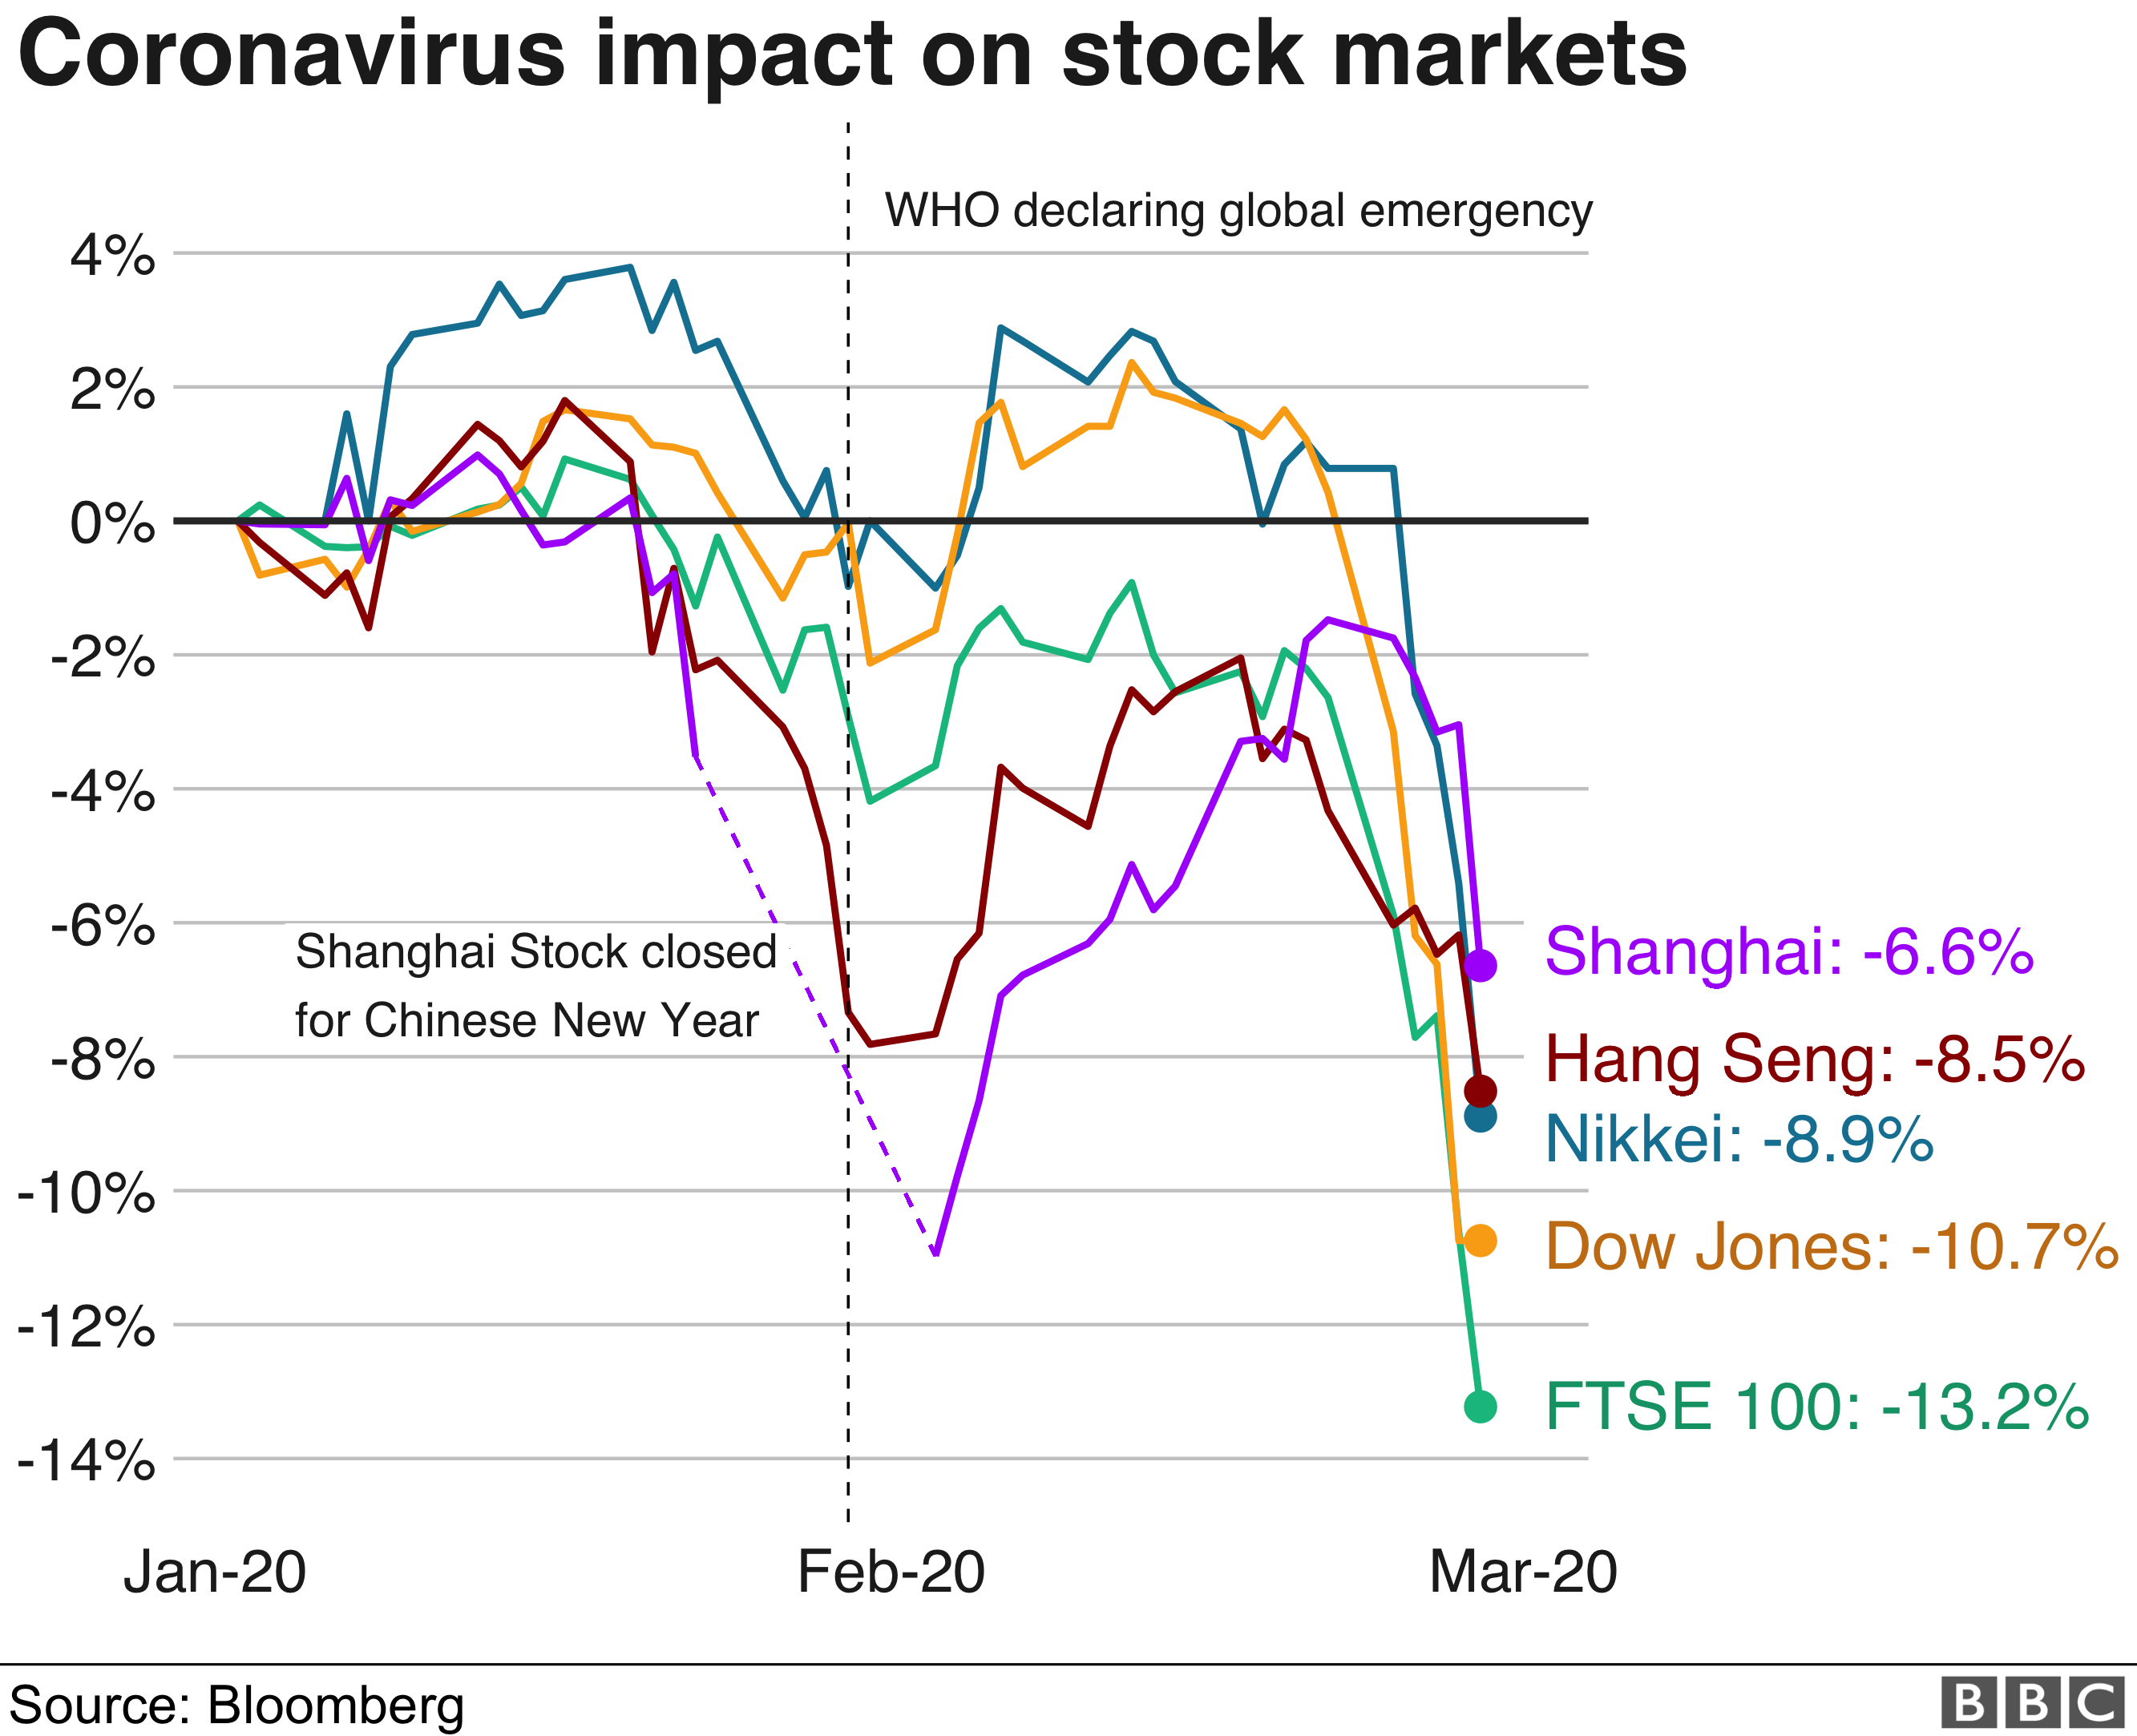 Coronavirus impact on stock markets
WHO declaring global emergency
4%
2%
0%
-2%
-4%
-6%
-8%
-10%
-12%
-14%
Shanghai Stock closed
for Chinese New Year
Shanghai: -6.6%
Hang Seng: -8.5%
Nikkei: -8.9%
Dow Jones: -10.7%
FTSE 100: -13.2%
Jan-20
Feb-20
Mar-20
Source: Bloomberg
BBC